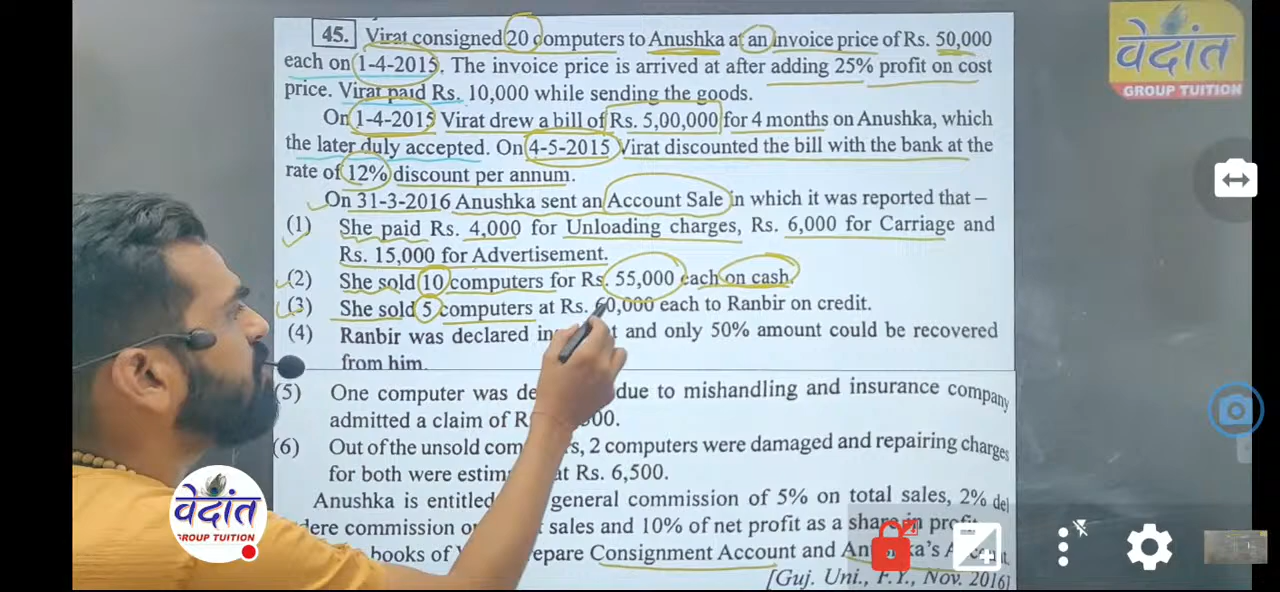 वेदांत
GROUP TUITION
45. Virat consigned 20 computers to Anushka at an invoice price of Rs. 50,000
each on 1-4-2015. The invoice price is arrived at after adding 25% profit on cost
price. Virat paid Rs. 10,000 while sending the goods.
On 1-4-2015 Virat drew a bill of Rs. 5,00,000 for 4 months on Anushka, which
the later duly accepted. On 4-5-2015 Virat discounted the bill with the bank at the
rate of 12% discount per annum.
On 31-3-2016 Anushka sent an Account Sale in which it was reported that –
(1) She paid Rs. 4,000 for Unloading charges, Rs. 6,000 for Carriage and
Rs. 15,000 for Advertisement.
(2) She sold 10 computers for Rs. 55,000 each on cash.
(3) She sold 5 computers at Rs. 60,000 each to Ranbir on credit.
(4) Ranbir was declared and only 50% amount could be recovered
from him.
(5) One computer was due to mishandling and insurance company
admitted a claim of
(6) Out of the unsold 2 computers were damaged and repairing charges
for both were at Rs. 6,500.
Anushka is entitled general commission of 5% on total sales, 2% del
dere commission sales and 10% of net profit as a share in profit.
books of Consignment Account and
[Guj. Uni., F.Y., Nov. 2016]
वेदांत
GROUP TUITION